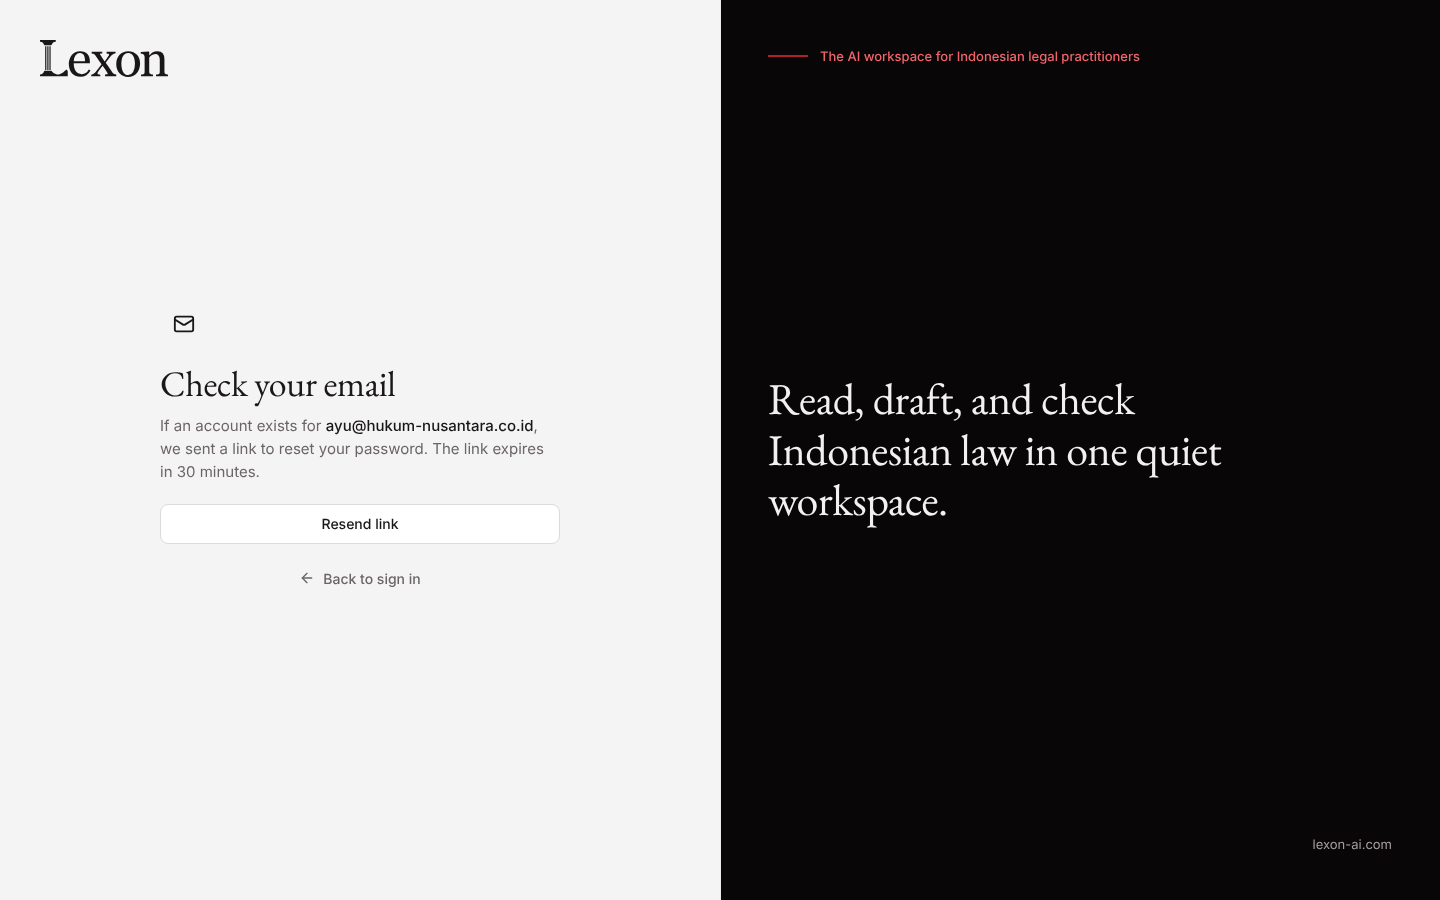 Lexon
Check your email
If an account exists for ayu@hukum-nusantara.co.id,
we sent a link to reset your password. The link expires
in 30 minutes.
Resend link
Back to sign in
The AI workspace for Indonesian legal practitioners
Read, draft, and check
Indonesian law in one quiet
workspace.
lexon-ai.com